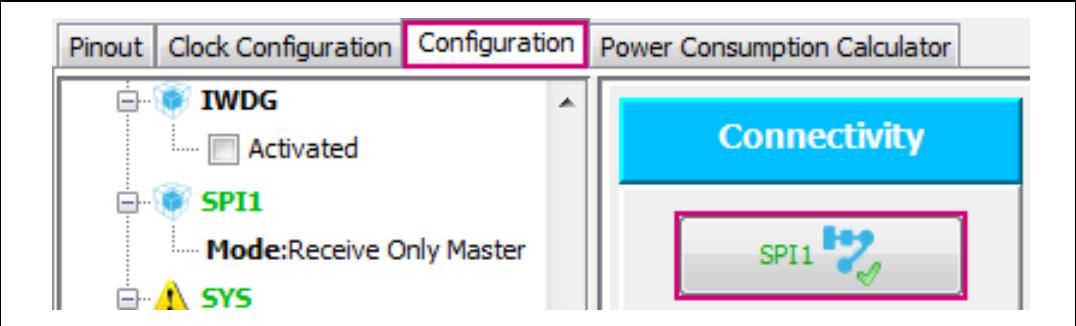 Pinout Clock Configuration Configuration Power Consumption Calculator
IWDG
Activated
SPI1
Mode:Receive Only Master
SYS
Connectivity
SPI1